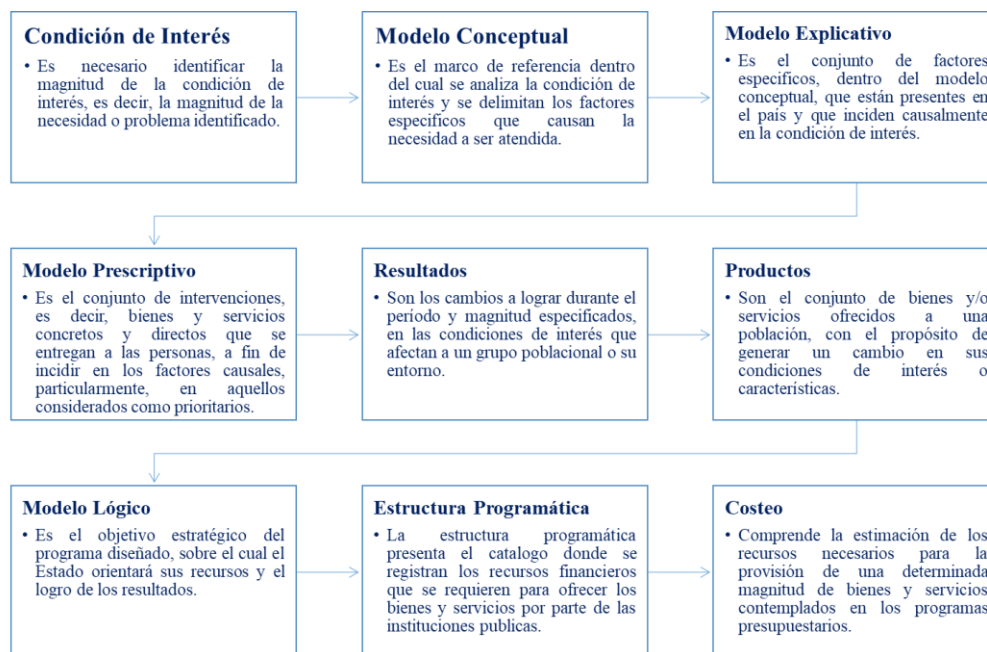 Condición de Interés
• Es necesario identificar la
magnitud de la condición de
interés, es decir, la magnitud de la
necesidad o problema identificado.
Modelo Conceptual
• Es el marco de referencia dentro
del cual se analiza la condición de
interés y se delimitan los factores
especificos que causan la
necesidad a ser atendida.
Modelo Explicativo
• Es el conjunto de factores
especificos, dentro del modelo
conceptual, que están presentes en
el país y que inciden causalmente
en la condición de interés.
Modelo Prescriptivo
• Es el conjunto de intervenciones,
es decir, bienes y servicios
concretos y directos que se
entregan a las personas, a fin de
incidir en los factores causales,
particularmente, en aquellos
considerados como prioritarios.
Resultados
• Son los cambios a lograr durante el
período y magnitud especificados,
en las condiciones de interés que
afectan a un grupo poblacional o su
entorno.
Productos
• Son el conjunto de bienes y/o
servicios ofrecidos a una
población, con el propósito de
generar un cambio en sus
condiciones de interés o
características.
Modelo Lógico
• Es el objetivo estratégico del
programa diseñado, sobre el cual el
Estado orientará sus recursos y el
logro de los resultados.
Estructura Programática
• La estructura programática
presenta el catalogo donde se
registran los recursos financieros
que se requieren para ofrecer los
bienes y servicios por parte de las
instituciones publicas.
Costeo
• Comprende la estimación de los
recursos necesarios para la
provisión de una determinada
magnitud de bienes y servicios
contemplados en los programas
presupuestarios.